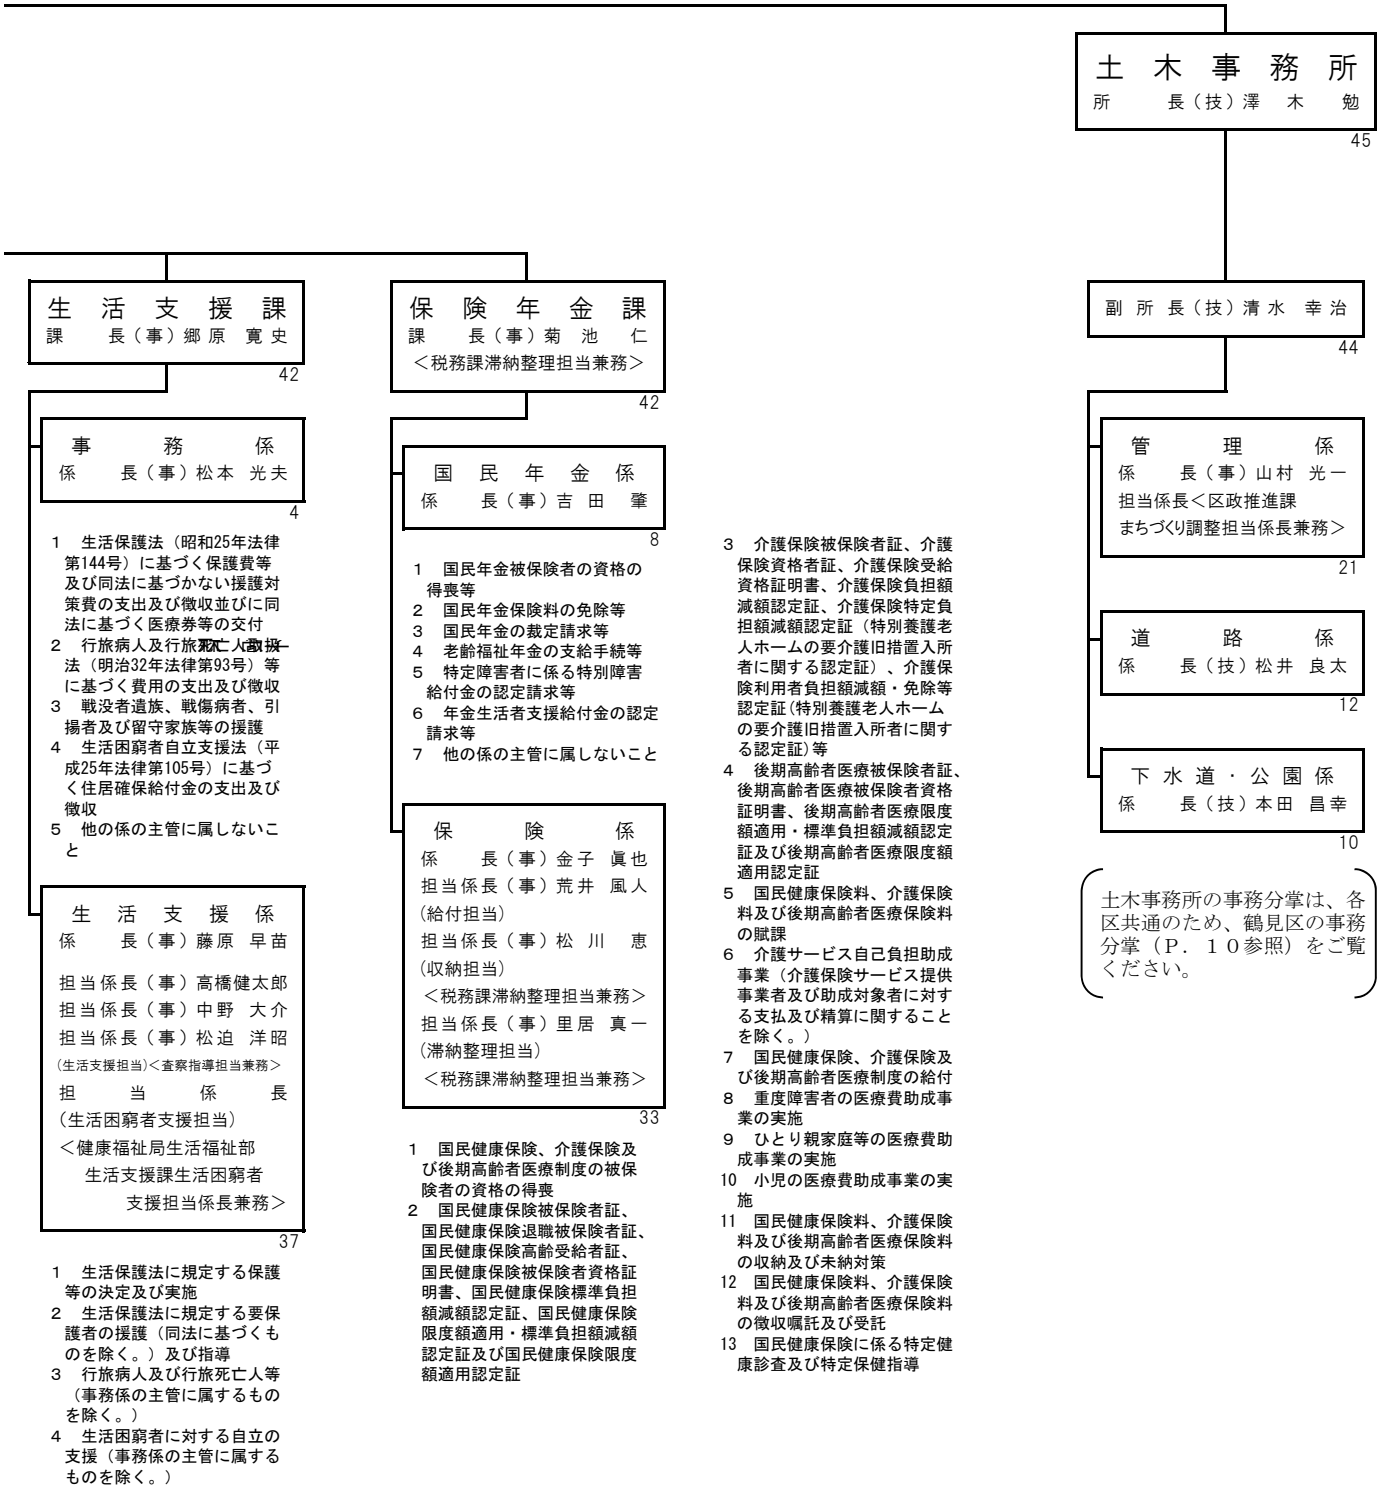 土木事務所
所　　長（技）澤　木　　勉
45
生活支援課
課　　長（事）郷原　寛史
42
事務係
係　　長（事）松本　光夫
4
1　生活保護法（昭和25年法律
第144号）に基づく保護費等
及び同法に基づかない援護対
策費の支出及び徴収並びに同
法に基づく医療券等の交付
2　行旅病人及行旅死亡人取扱
法（明治32年法律第93号）等
に基づく費用の支出及び徴収
3　戦没者遺族、戦傷病者、引
揚者及び留守家族等の援護
4　生活困窮者自立支援法（平
成25年法律第105号）に基づ
く住居確保給付金の支出及び
徴収
5　他の係の主管に属しないこ
と
生活支援係
係　　長（事）藤原　早苗
担当係長（事）高橋健太郎
担当係長（事）中野　大介
担当係長（事）松迫　洋昭
(生活支援担当)＜査察指導担当兼務＞
担　当　係　長
(生活困窮者支援担当)
＜健康福祉局生活福祉部
生活支援課生活困窮者
支援担当係長兼務＞
37
1　生活保護法に規定する保護
等の決定及び実施
2　生活保護法に規定する要保
護者の援護（同法に基づくも
のを除く。）及び指導
3　行旅病人及び行旅死亡人等
（事務係の主管に属するもの
を除く。）
4　生活困窮者に対する自立の
支援（事務係の主管に属する
ものを除く。）
保険年金課
課　　長（事）菊　池　　仁
＜税務課滞納整理担当兼務＞
42
国民年金係
係　　長（事）吉田　　肇
8
1　国民年金被保険者の資格の
得喪等
2　国民年金保険料の免除等
3　国民年金の裁定請求等
4　老齢福祉年金の支給手続等
5　特定障害者に係る特別障害
給付金の認定請求等
6　年金生活者支援給付金の認定
請求等
7　他の係の主管に属しないこと
保険係
係　　長（事）金子　眞也
担当係長（事）荒井　風人
(給付担当)
担当係長（事）松川　　恵
(収納担当)
＜税務課滞納整理担当兼務＞
担当係長（事）里居　真一
(滞納整理担当)
＜税務課滞納整理担当兼務＞
33
1　国民健康保険、介護保険及
び後期高齢者医療制度の被保
険者の資格の得喪
2　国民健康保険被保険者証、
国民健康保険退職被保険者証、
国民健康保険高齢受給者証、
国民健康保険被保険者資格証
明書、国民健康保険標準負担
額減額認定証、国民健康保険
限度額適用・標準負担額減額
認定証及び国民健康保険限度
額適用認定証
3　介護保険被保険者証、介護
保険資格者証、介護保険受給
資格証明書、介護保険負担額
減額認定証、介護保険特定負
担額減額認定証（特別養護老
人ホームの要介護旧措置入所
者に関する認定証）、介護保
険利用者負担額減額・免除等
認定証(特別養護老人ホーム
の要介護旧措置入所者に関す
る認定証)等
4　後期高齢者医療被保険者証、
後期高齢者医療被保険者資格
証明書、後期高齢者医療限度
額適用・標準負担額減額認定
証及び後期高齢者医療限度額
適用認定証
5　国民健康保険料、介護保険
料及び後期高齢者医療保険料
の賦課
6　介護サービス自己負担助成
事業（介護保険サービス提供
事業者及び助成対象者に対す
る支払及び精算に関すること
を除く。）
7　国民健康保険、介護保険及
び後期高齢者医療制度の給付
8　重度障害者の医療費助成事
業の実施
9　ひとり親家庭等の医療費助
成事業の実施
10　小児の医療費助成事業の実
施
11　国民健康保険料、介護保険
料及び後期高齢者医療保険料
の収納及び未納対策
12　国民健康保険料、介護保険
料及び後期高齢者医療保険料
の徴収嘱託及び受託
13　国民健康保険に係る特定健
康診査及び特定保健指導
副所長（技）清水　幸治
44
管理係
係　　長（事）山村　光一
担当係長＜区政推進課
まちづくり調整担当係長兼務＞
21
道路係
係　　長（技）松井　良太
12
下水道・公園係
係　　長（技）本田　昌幸
10
土木事務所の事務分掌は、各
区共通のため、鶴見区の事務
分掌（Ｐ．１０参照）をご覧
ください。